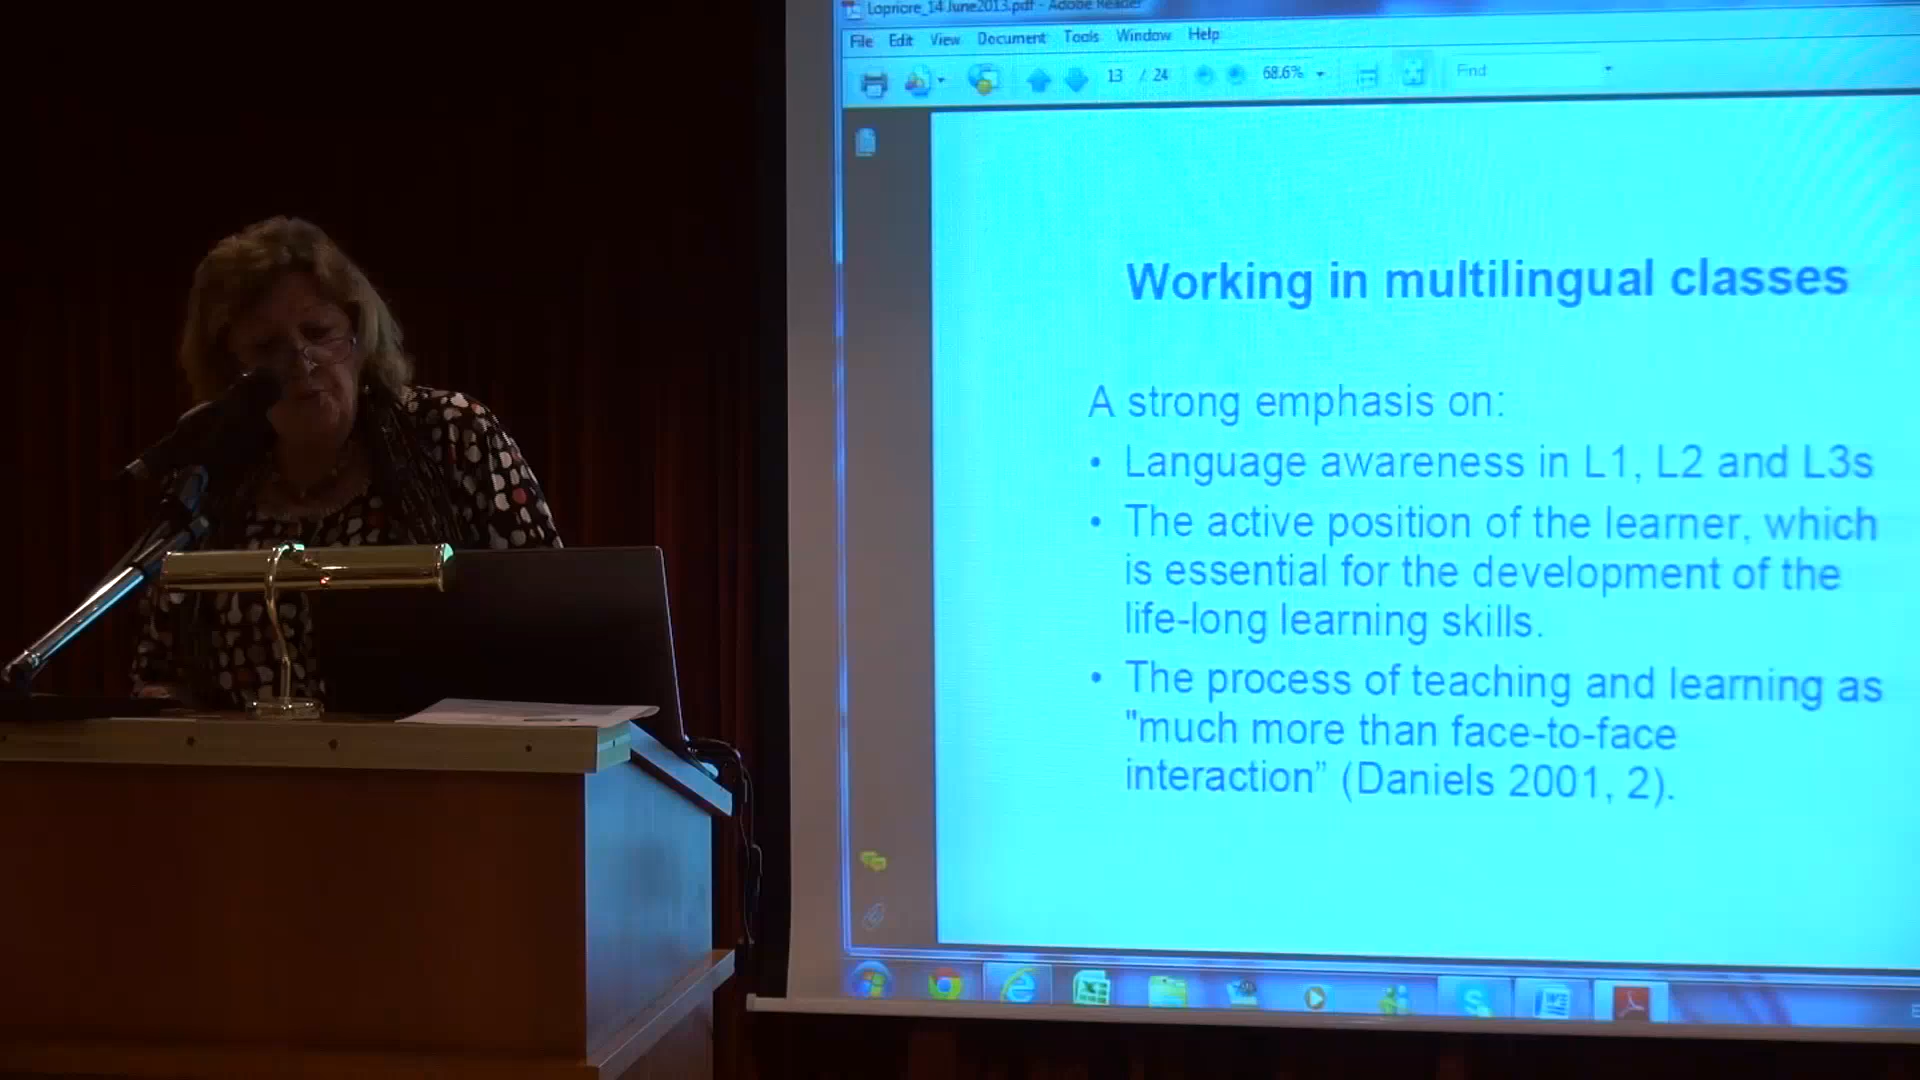 Lopriore_14 June2013.pdf - Adobe Reader
File Edit View Document Tools Window Help
13 / 24 68.6% Find
Working in multilingual classes
A strong emphasis on:
• Language awareness in L1, L2 and L3s
• The active position of the learner, which
is essential for the development of the
life-long learning skills.
• The process of teaching and learning as
"much more than face-to-face
interaction” (Daniels 2001, 2).